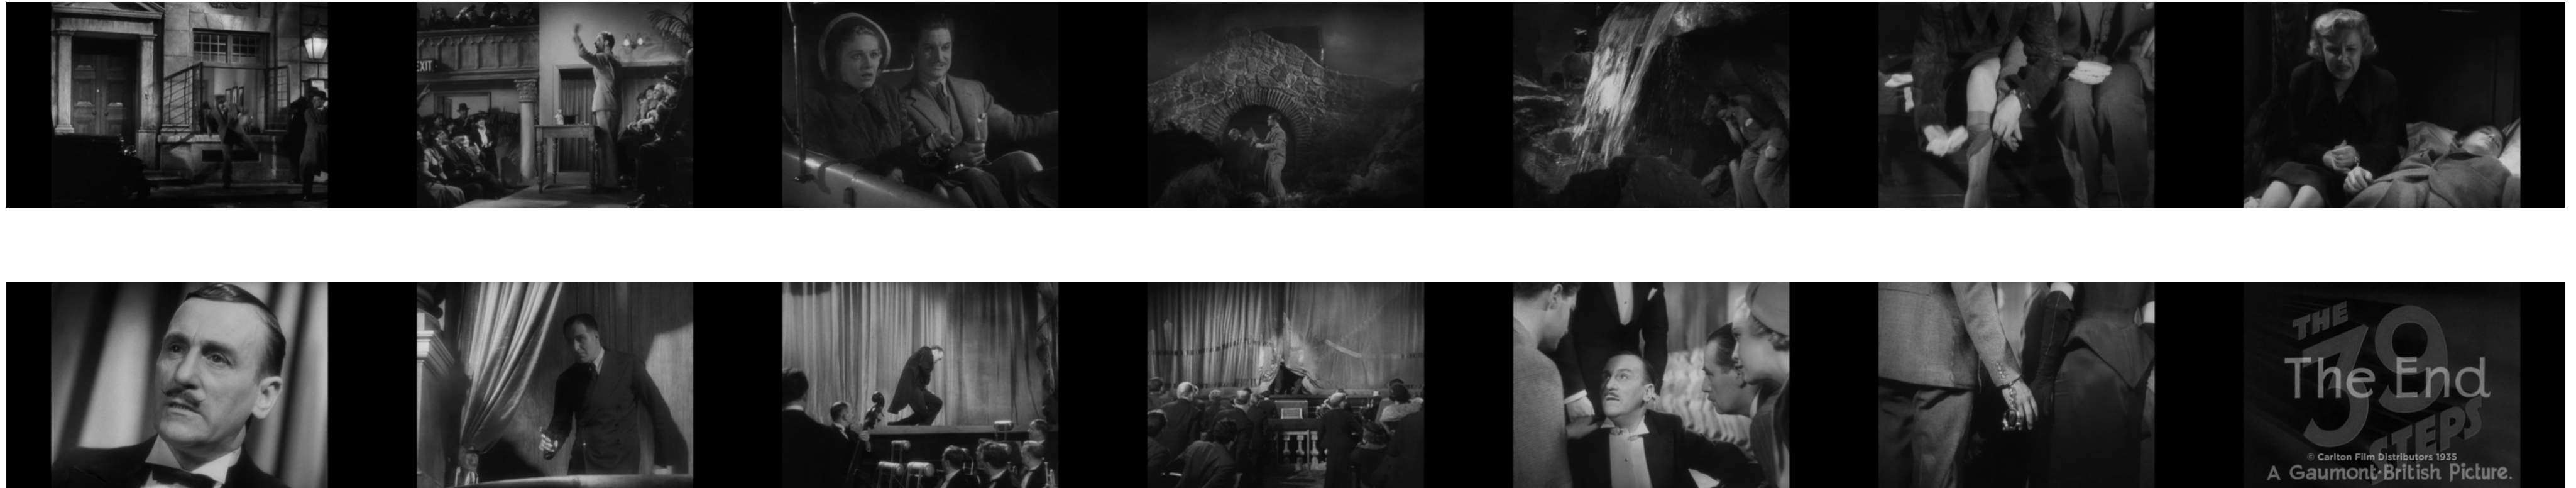 EXIT
THE
39
The End
STEPS
© Carlton Film Distributors 1935
A Gaumont-British Picture.